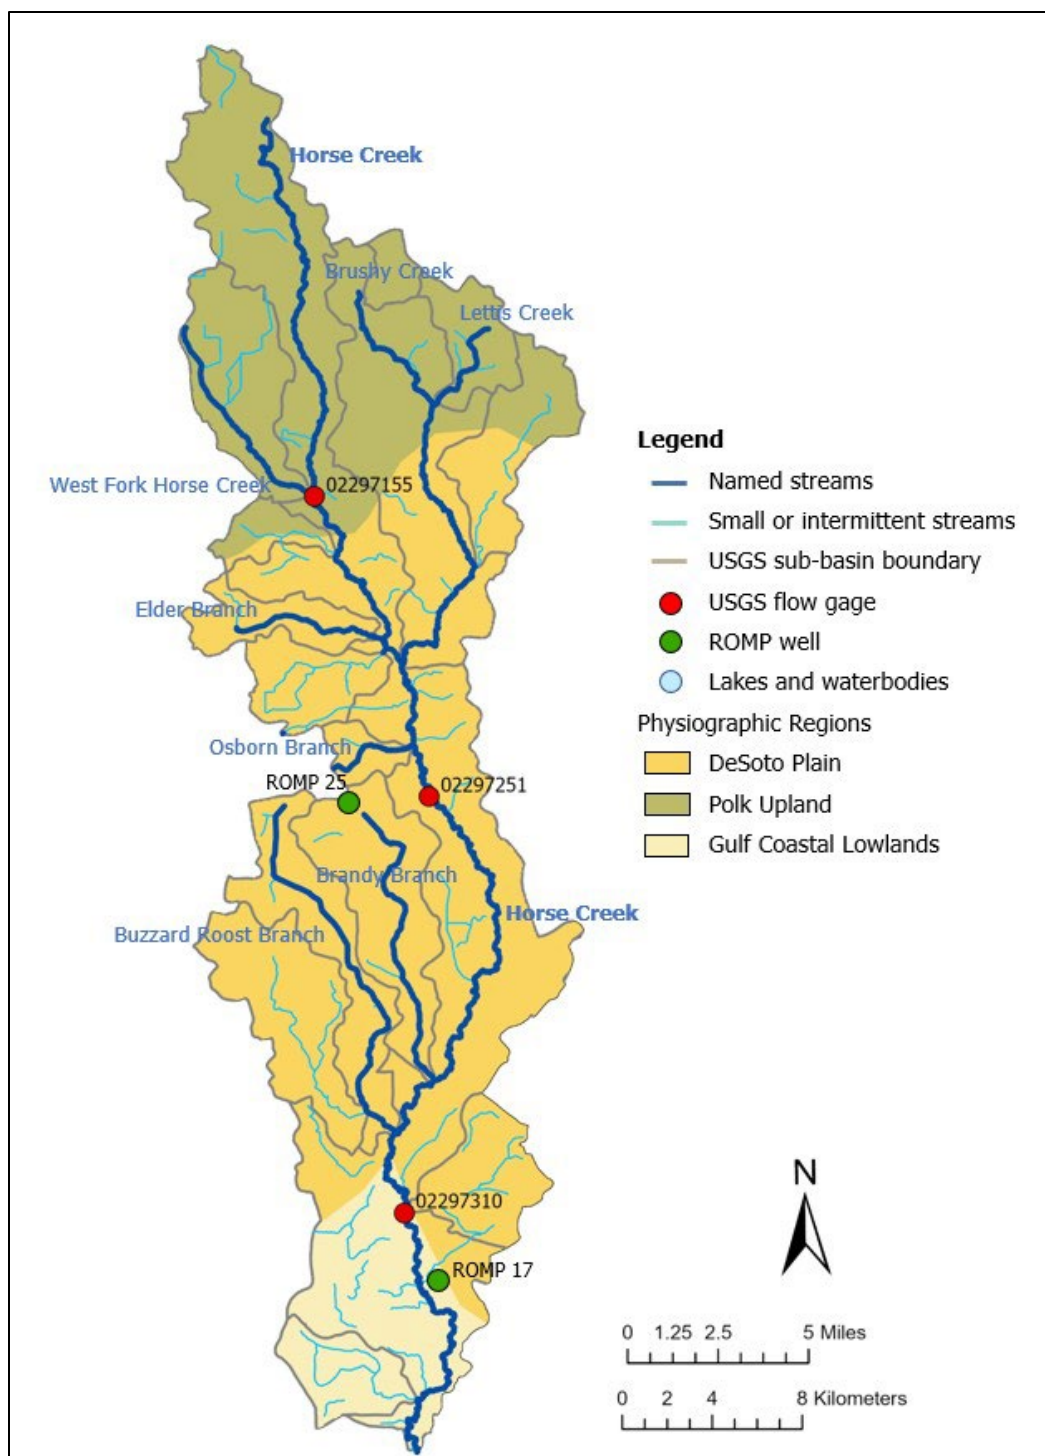 Horse Creek
Brushy Creek
Lettis Creek
West Fork Horse Creek
02297155
Elder Branch
Osborn Branch
ROMP 25
02297251
Brandy Branch
Horse Creek
Buzzard Roost Branch
02297310
ROMP 17
Legend
Named streams
Small or intermittent streams
USGS sub-basin boundary
USGS flow gage
ROMP well
Lakes and waterbodies
Physiographic Regions
DeSoto Plain
Polk Upland
Gulf Coastal Lowlands
N
0 1.25 2.5 5 Miles
0 2 4 8 Kilometers